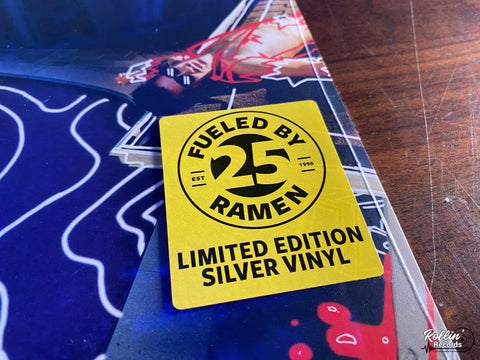 FUELED BY
25
EST
1996
RAMEN
LIMITED EDITION
SILVER VINYL
Rollin'
Records